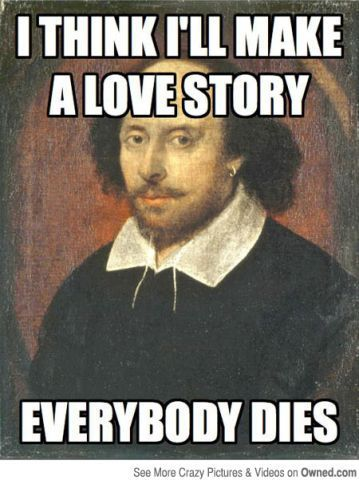 I THINK I'LL MAKE
A LOVE STORY
EVERYBODY DIES
See More Crazy Pictures & Videos on Owned.com